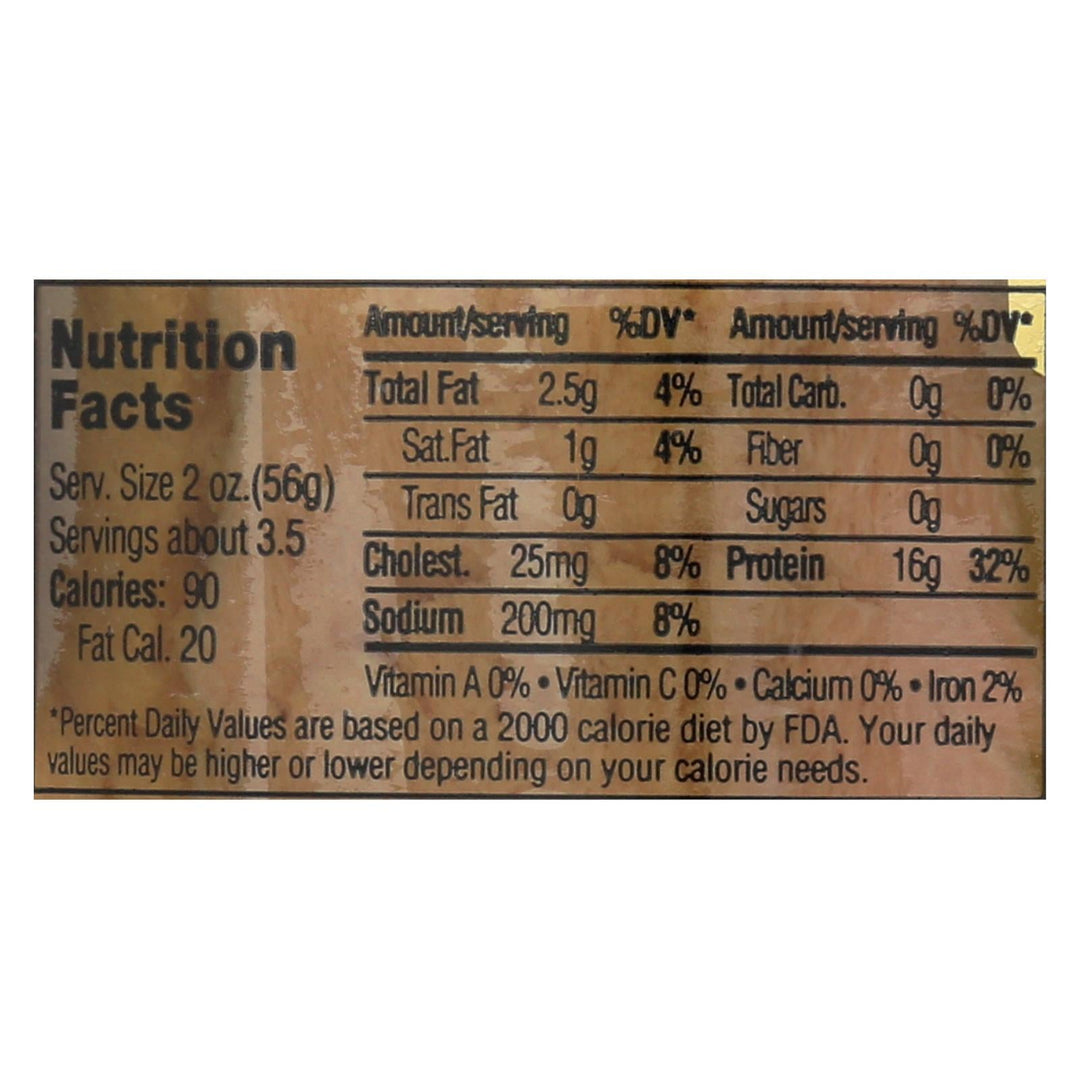 Nutrition
Facts
Serv. Size 2 oz.(56g)
Servings about 3.5
Calories: 90
Fat Cal. 20
Amount/serving %DV* Amount/serving %DV*
Total Fat 2.5g 4% Total Carb. 0g 0%
Sat.Fat 1g 4% Fiber 0g 0%
Trans Fat 0g Sugars 0g
Cholest. 25mg 8% Protein 16g 32%
Sodium 200mg 8%
Vitamin A 0% • Vitamin C 0% • Calcium 0% • Iron 2%
*Percent Daily Values are based on a 2000 calorie diet by FDA. Your daily
values may be higher or lower depending on your calorie needs.